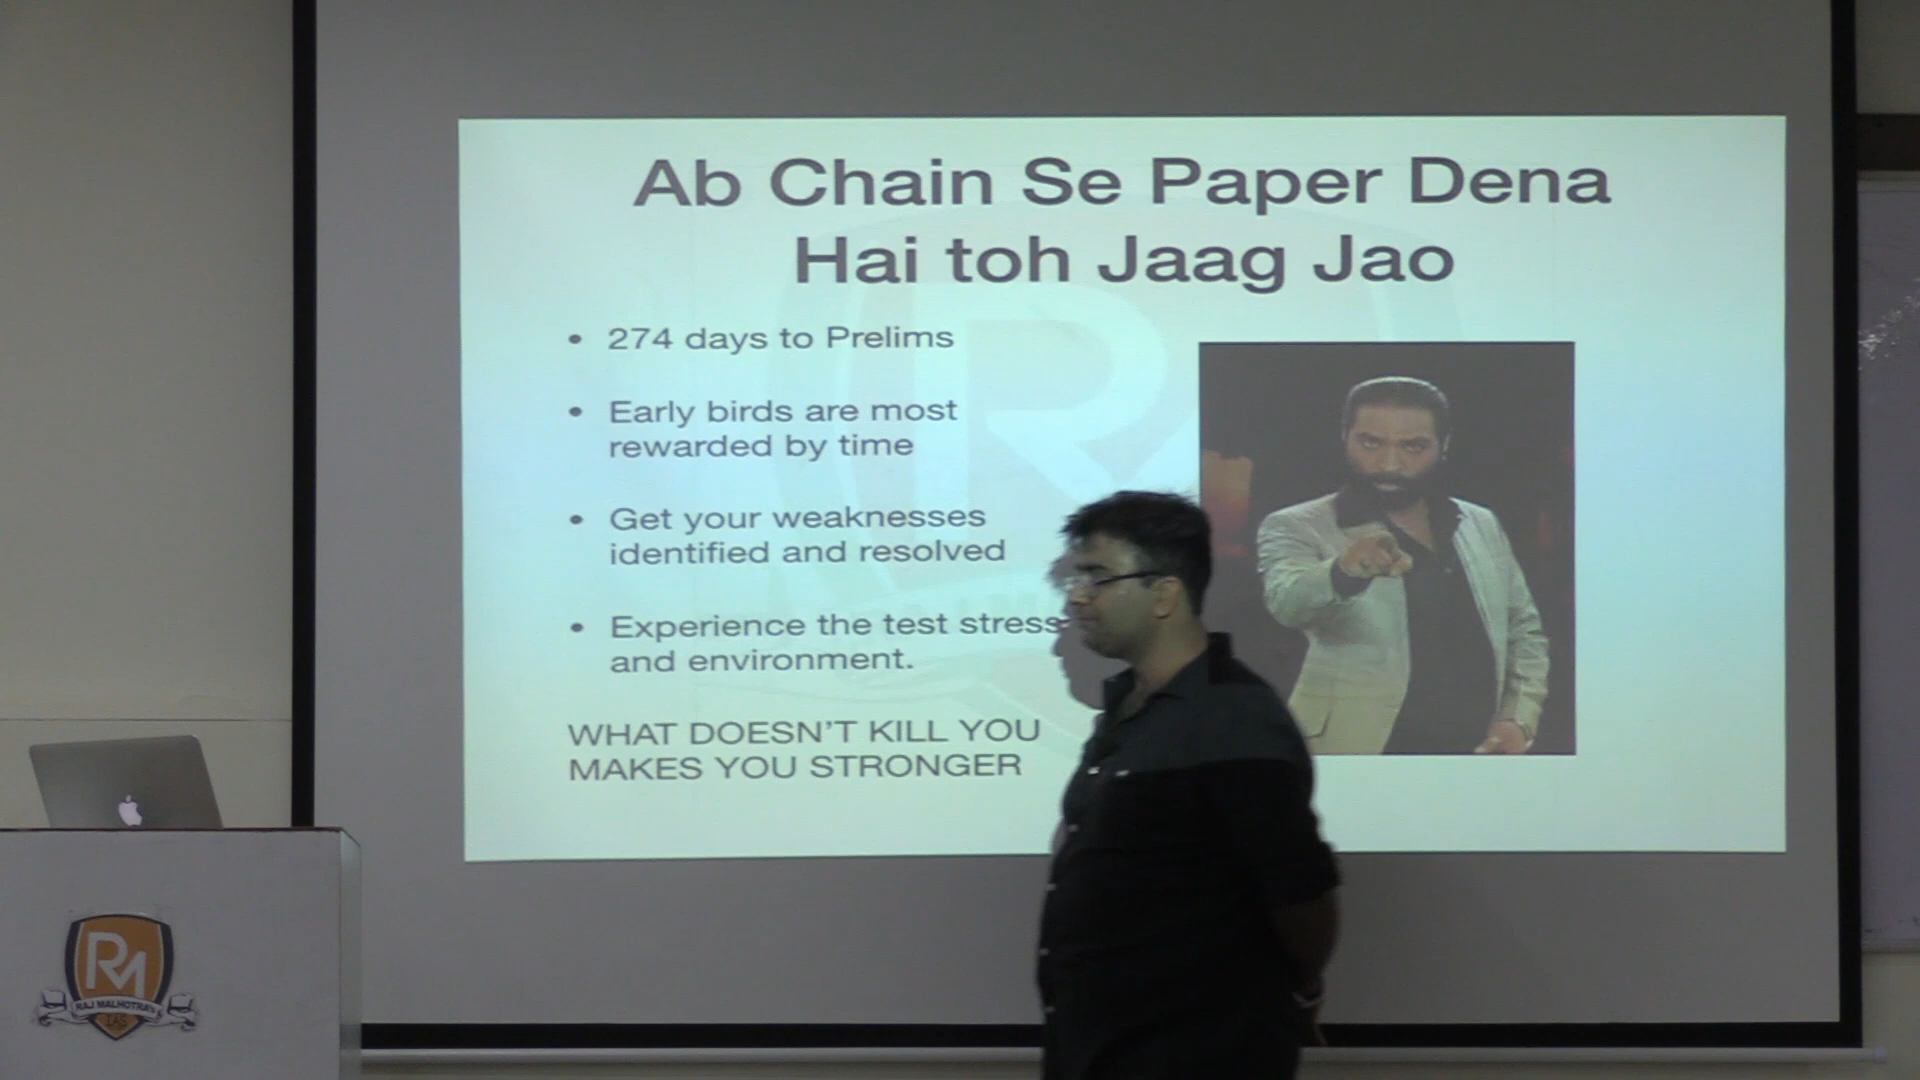 Ab Chain Se Paper Dena
Hai toh Jaag Jao
• 274 days to Prelims
• Early birds are most
rewarded by time
• Get your weaknesses
identified and resolved
• Experience the test stress
and environment.
WHAT DOESN'T KILL YOU
MAKES YOU STRONGER
RM
RAJ MALHOTRA'S
IAS